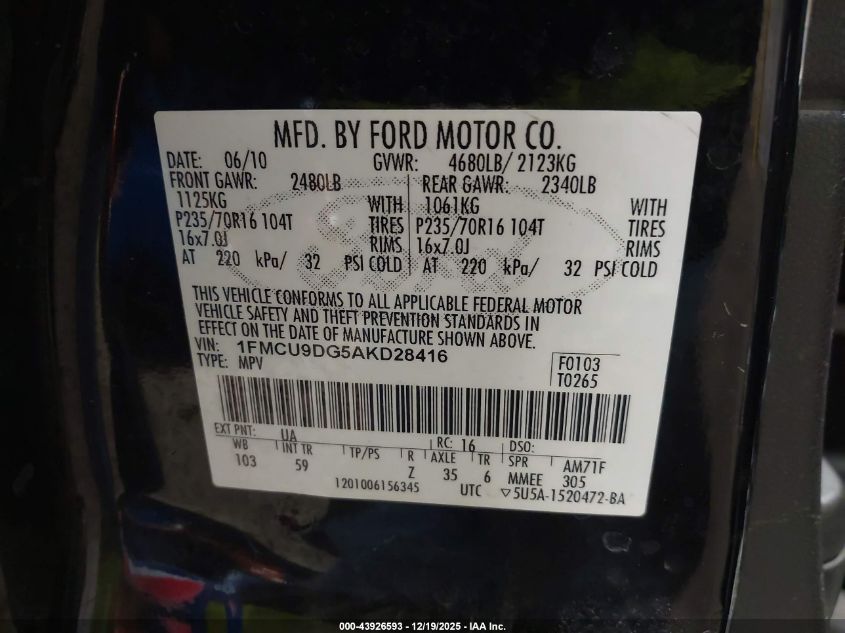 MFD. BY FORD MOTOR CO.
DATE: 06/10 GVWR: 4680LB/ 2123KG
FRONT GAWR: 2480LB REAR GAWR: 2340LB
1125KG WITH 1061KG WITH
P235/70R16 104T TIRES P235/70R16 104T TIRES
16x7.0J RIMS 16x7.0J RIMS
AT 220 kPa/ 32 PSI COLD AT 220 kPa/ 32 PSI COLD
THIS VEHICLE CONFORMS TO ALL APPLICABLE FEDERAL MOTOR
VEHICLE SAFETY AND THEFT PREVENTION STANDARDS IN
EFFECT ON THE DATE OF MANUFACTURE SHOWN ABOVE.
VIN: 1FMCU9DG5AKD28416
TYPE: MPV
F0103
T0265
EXT PNT: UA RC: 16 DSO:
WB INT TR TP/PS R AXLE TR SPR AM71F
103 59 Z 35 6 MMEE 305
1201006156345 UTC ▽5U5A-1520472-BA
000-43926593 - 12/19/2025 - IAA Inc.